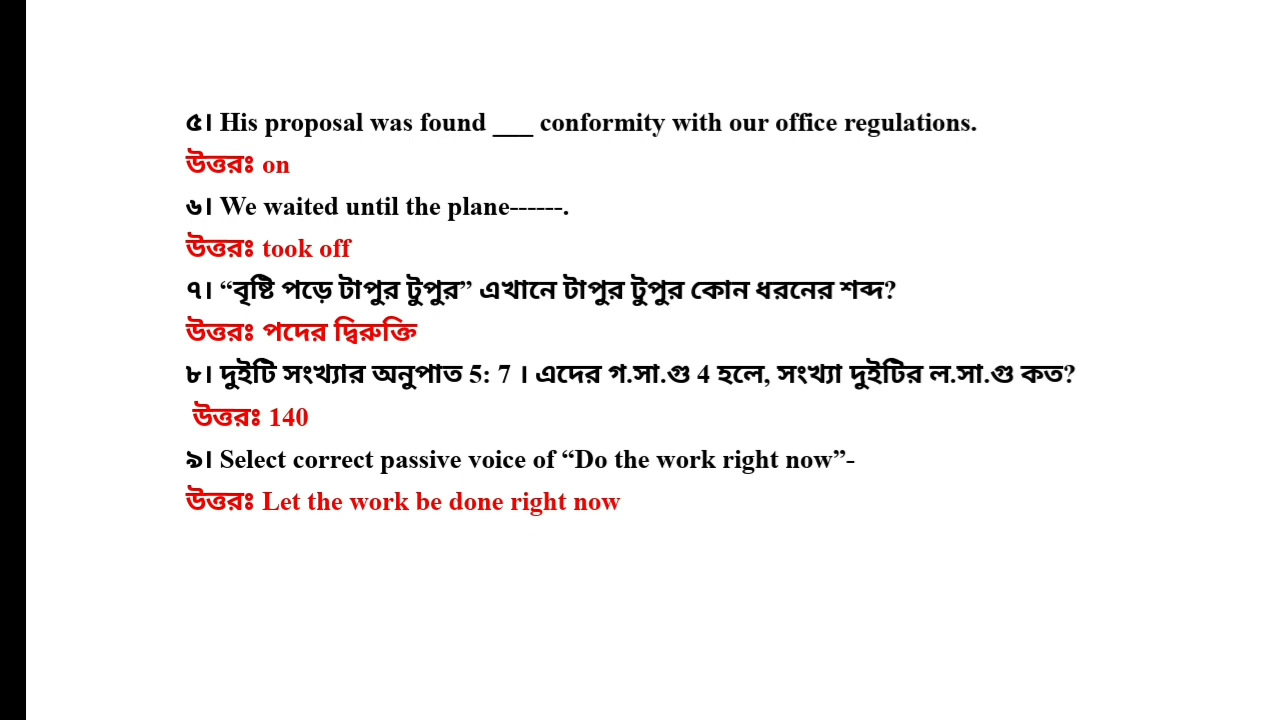 ৫। His proposal was found ___ conformity with our office regulations.
উত্তরঃ on
৬। We waited until the plane------.
উত্তরঃ took off
৭। “বৃষ্টি পড়ে টাপুর টুপুর” এখানে টাপুর টুপুর কোন ধরনের শব্দ?
উত্তরঃ পদের দ্বিরুক্তি
৮। দুইটি সংখ্যার অনুপাত 5: 7 । এদের গ.সা.গু 4 হলে, সংখ্যা দুইটির ল.সা.গু কত?
উত্তরঃ 140
৯। Select correct passive voice of “Do the work right now”-
উত্তরঃ Let the work be done right now